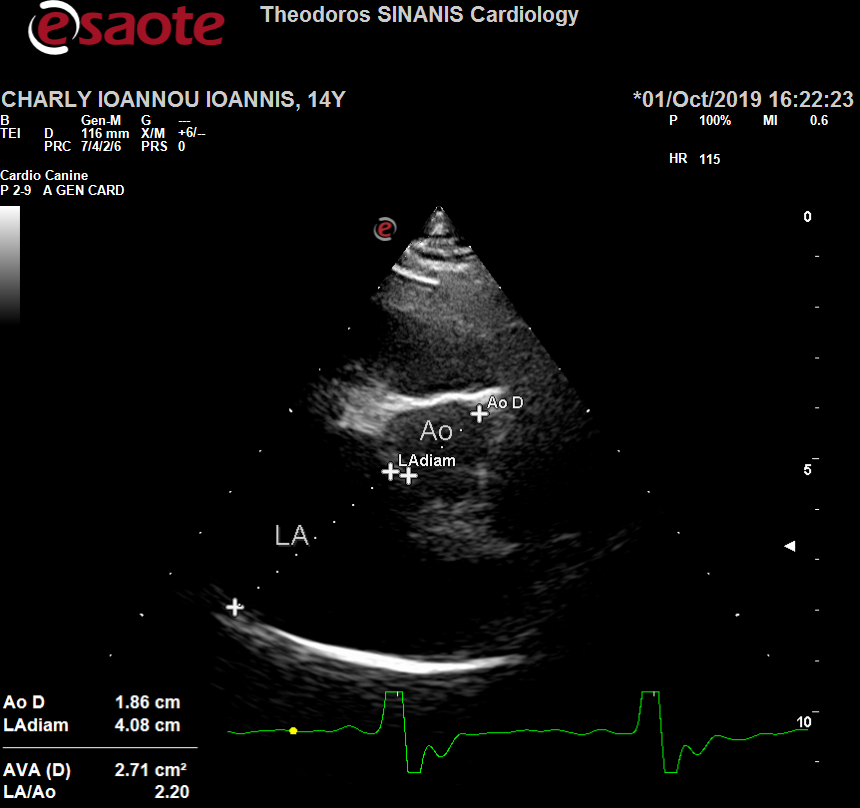 esaote
Theodoros SINANIS Cardiology
CHARLY IOANNOU IOANNIS, 14Y
*01/Oct/2019 16:22:23
B Gen-M G ---
TEI D 116 mm X/M +6/--
PRC 7/4/2/6 PRS 0
P 100% MI 0.6
HR 115
Cardio Canine
P 2-9 A GEN CARD
e
0
Ao D
Ao
LAdiam
5
LA
Ao D 1.86 cm
LAdiam 4.08 cm
10
AVA (D) 2.71 cm²
LA/Ao 2.20